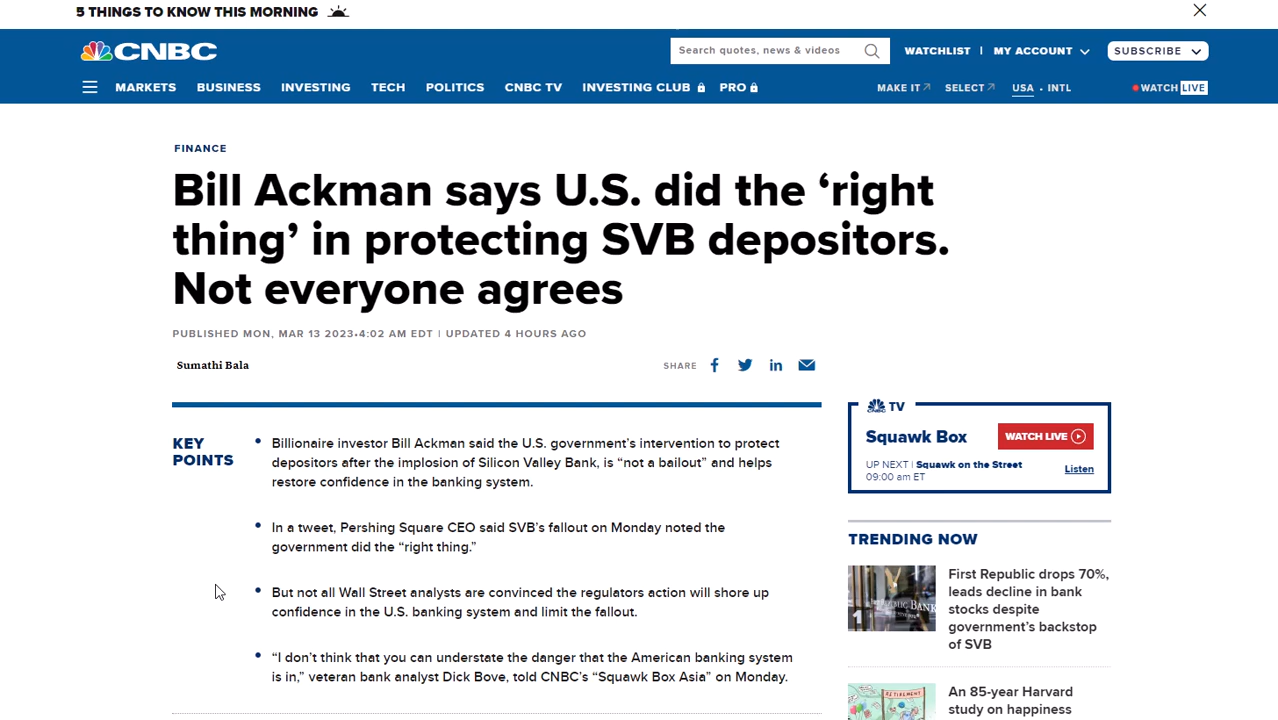 5 THINGS TO KNOW THIS MORNING
CNBC
Search quotes, news & videos
WATCHLIST | MY ACCOUNT
SUBSCRIBE
MARKETS BUSINESS INVESTING TECH POLITICS CNBC TV INVESTING CLUB PRO
MAKE IT SELECT USA • INTL WATCH LIVE
FINANCE
Bill Ackman says U.S. did the ‘right
thing’ in protecting SVB depositors.
Not everyone agrees
PUBLISHED MON, MAR 13 2023•4:02 AM EDT | UPDATED 4 HOURS AGO
Sumathi Bala
SHARE
KEY
POINTS
Billionaire investor Bill Ackman said the U.S. government’s intervention to protect
depositors after the implosion of Silicon Valley Bank, is “not a bailout” and helps
restore confidence in the banking system.
In a tweet, Pershing Square CEO said SVB’s fallout on Monday noted the
government did the “right thing.”
But not all Wall Street analysts are convinced the regulators action will shore up
confidence in the U.S. banking system and limit the fallout.
“I don’t think that you can understate the danger that the American banking system
is in,” veteran bank analyst Dick Bove, told CNBC’s “Squawk Box Asia” on Monday.
CNBC TV
Squawk Box
WATCH LIVE
UP NEXT | Squawk on the Street
09:00 am ET
Listen
TRENDING NOW
1
First Republic drops 70%,
leads decline in bank
stocks despite
government’s backstop
of SVB
RETIREMENT
An 85-year Harvard
study on happiness